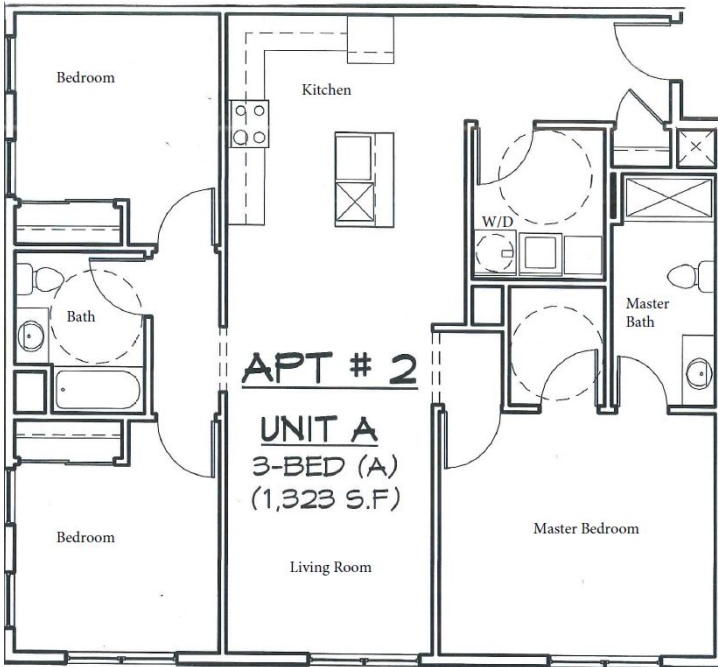 Bedroom
Kitchen
W/D
Bath
Master
Bath
APT # 2
UNIT A
3-BED (A)
(1,323 S.F)
Bedroom
Living Room
Master Bedroom